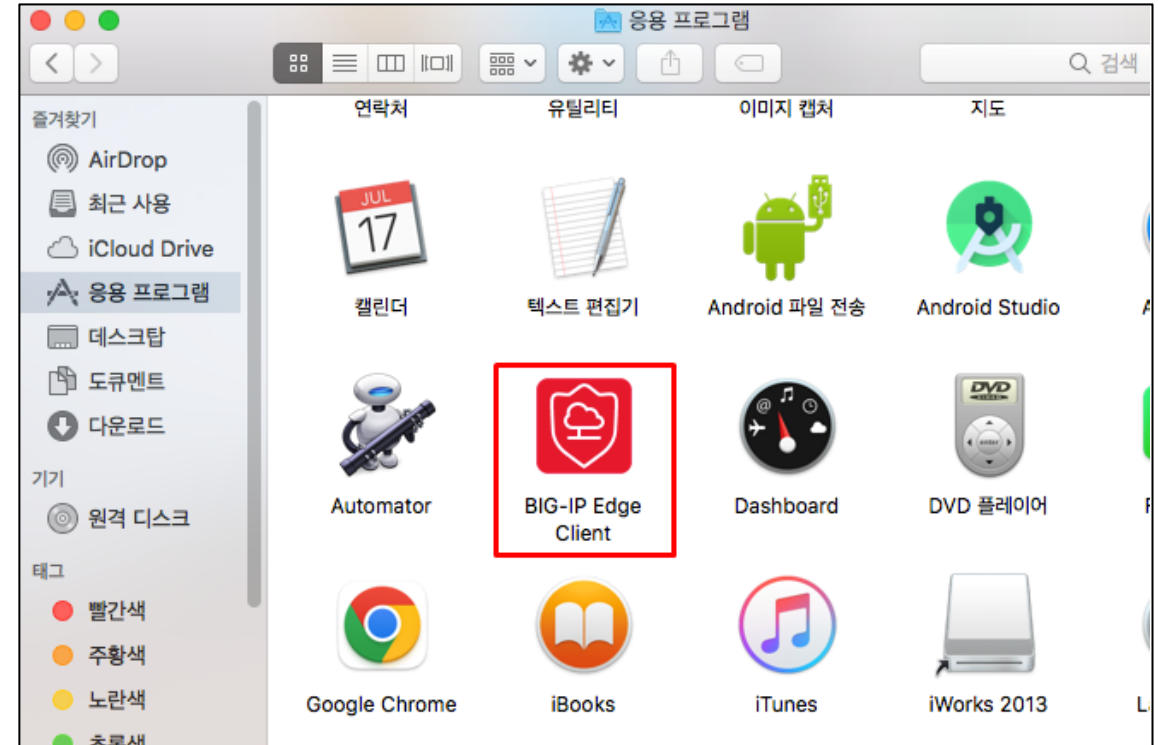 응용 프로그램
검색
즐겨찾기
AirDrop
최근 사용
iCloud Drive
응용 프로그램
데스크탑
도큐멘트
다운로드
기기
원격 디스크
태그
빨간색
주황색
노란색
초록색
연락처
유틸리티
이미지 캡처
지도
JUL
17
캘린더
텍스트 편집기
Android 파일 전송
Android Studio
Automator
BIG-IP Edge
Client
Dashboard
DVD
enter
DVD 플레이어
Google Chrome
iBooks
iTunes
iWorks 2013